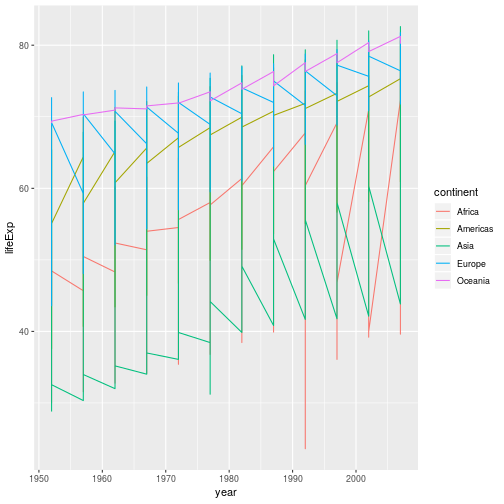 80
60
40
lifeExp
1950
1960
1970
1980
1990
2000
year
continent
Africa
Americas
Asia
Europe
Oceania